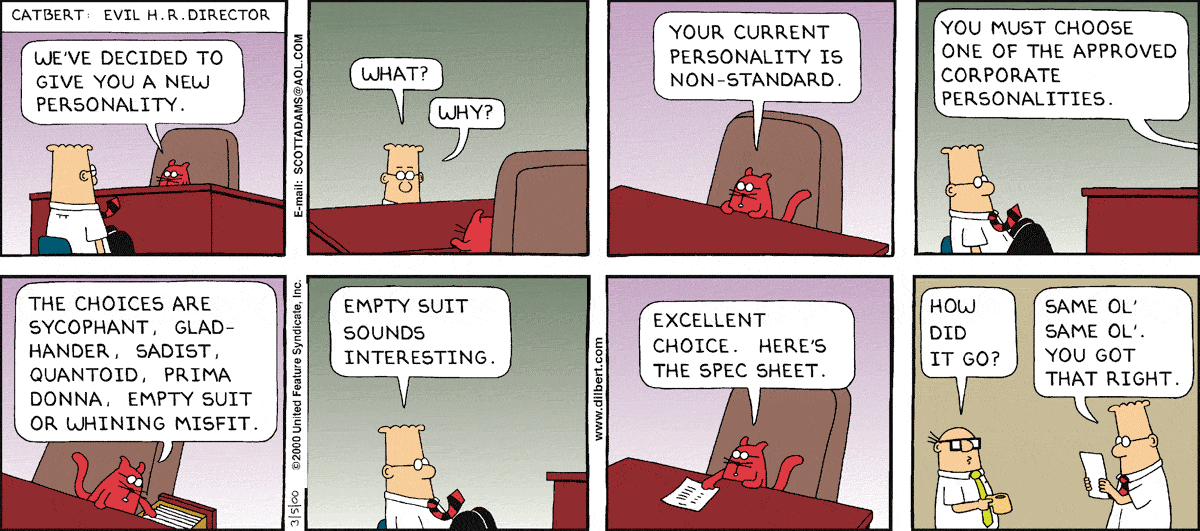 CATBERT: EVIL H.R. DIRECTOR
WE'VE DECIDED TO
GIVE YOU A NEW
PERSONALITY.
E-mail: SCOTTADAMS@AOL.COM
WHAT?
WHY?
YOUR CURRENT
PERSONALITY IS
NON-STANDARD.
YOU MUST CHOOSE
ONE OF THE APPROVED
CORPORATE
PERSONALITIES.
THE CHOICES ARE
SYCOPHANT, GLAD-
HANDER, SADIST,
QUANTOID, PRIMA
DONNA, EMPTY SUIT
OR WHINING MISFIT.
3/5/00 ©2000 United Feature Syndicate, Inc.
EMPTY SUIT
SOUNDS
INTERESTING.
www.dilbert.com
EXCELLENT
CHOICE. HERE'S
THE SPEC SHEET.
HOW
DID
IT GO?
SAME OL'
SAME OL'.
YOU GOT
THAT RIGHT.